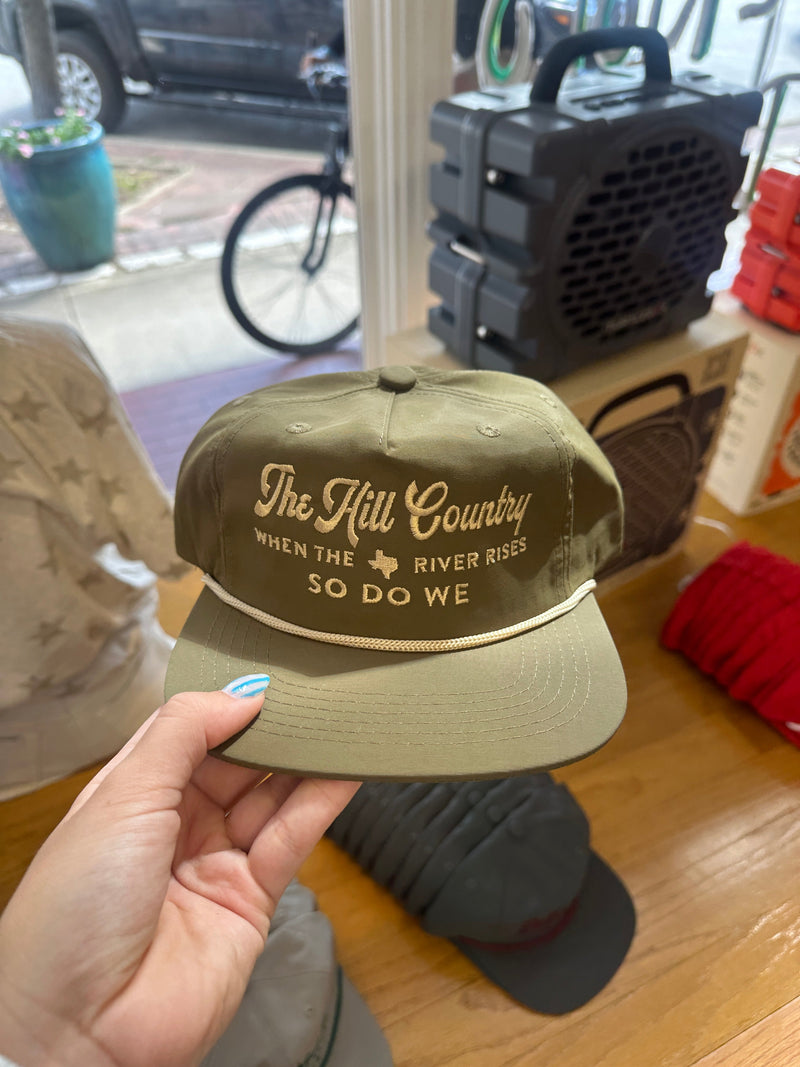 The Hill Country
WHEN THE RIVER RISES
SO DO WE